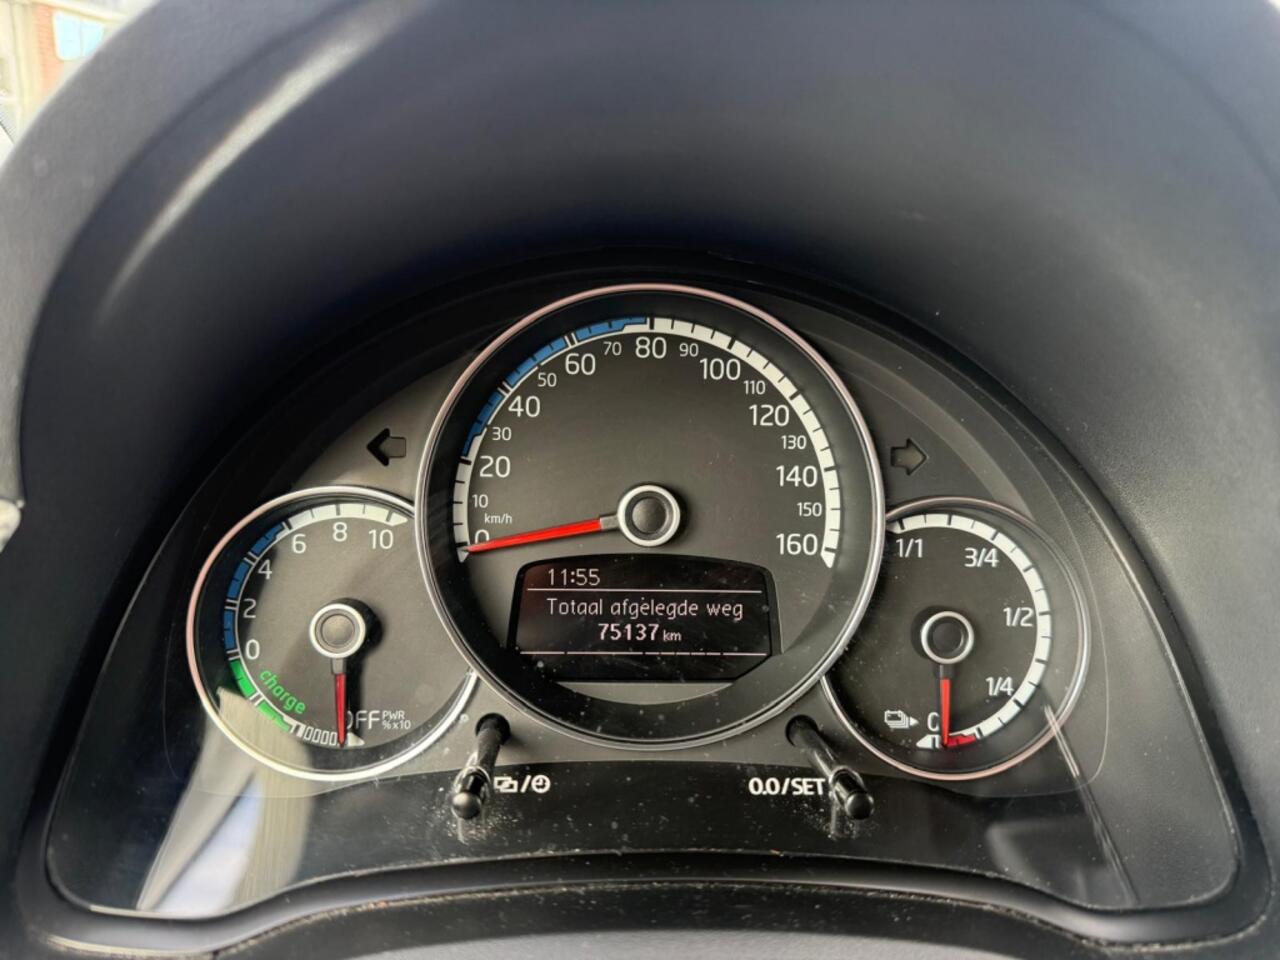 0 10 20 30 40 50 60 70 80 90 100 110 120 130 140 150 160
km/h
11:55
Totaal afgelegde weg
75137 km
0 2 4 6 8 10
charge
OFF PWR
% x10
1/1 3/4 1/2 1/4 0
0.0/SET